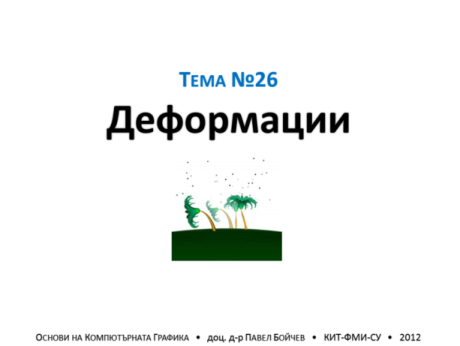 Тема №26
Деформации
Основи на Компютърната Графика • доц. д-р Павел Бойчев • КИТ-ФМИ-СУ • 2012